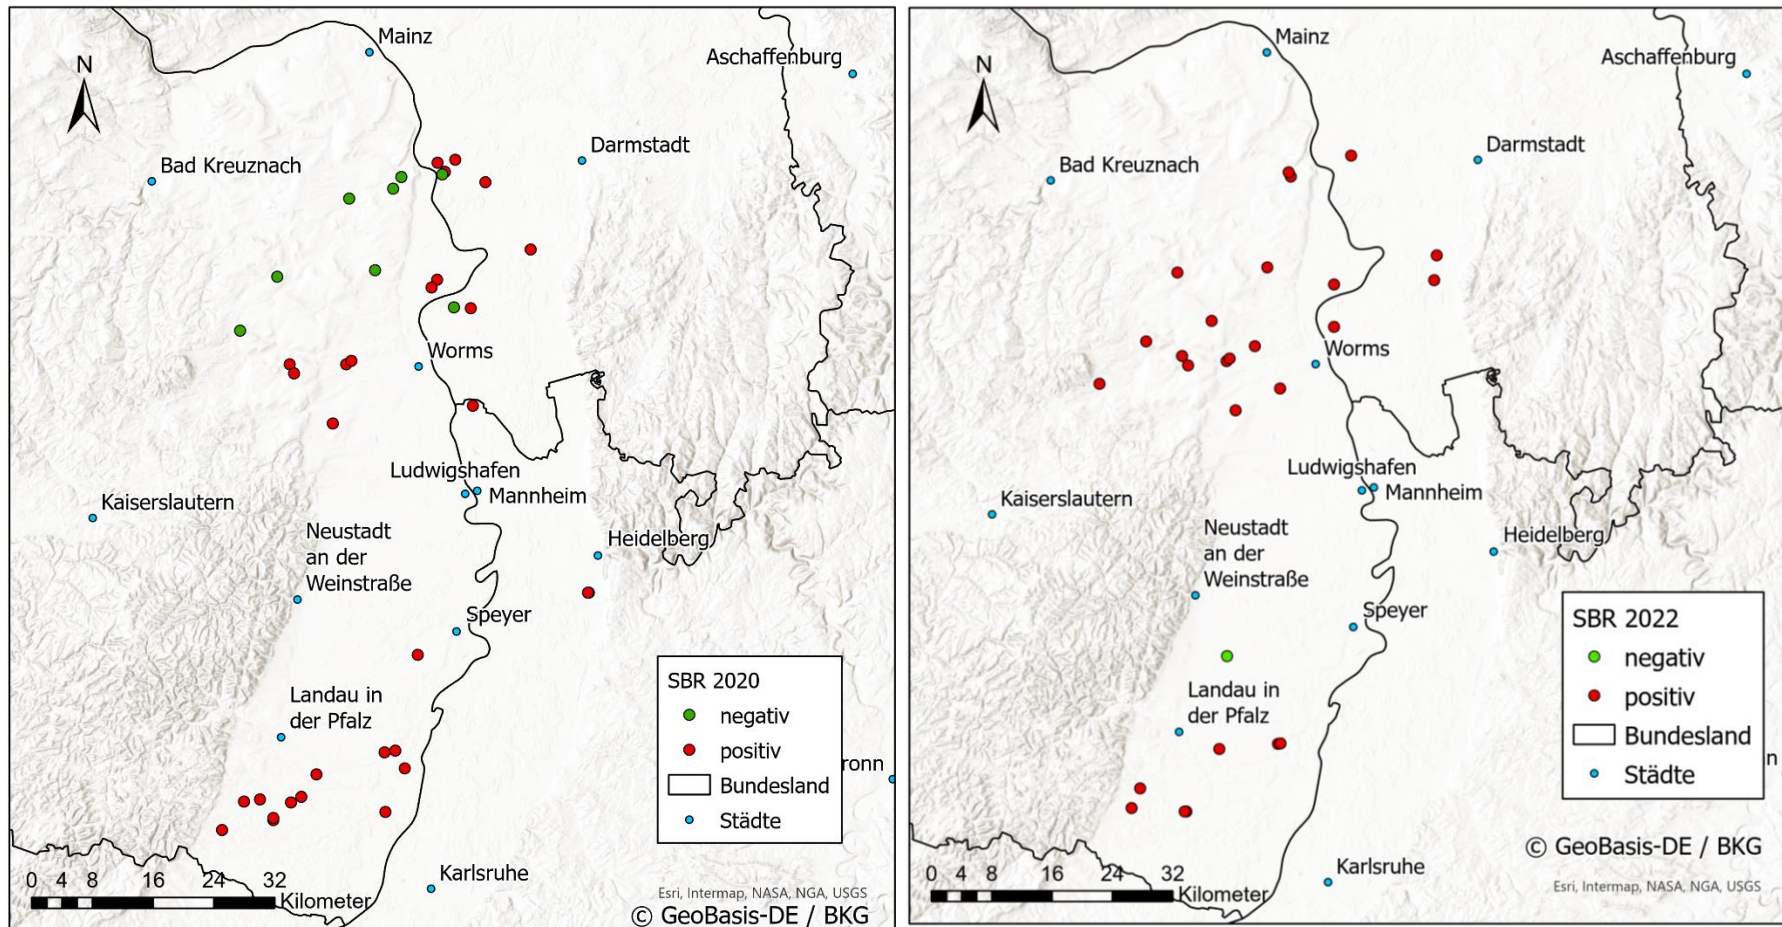 Mainz
Aschaffenburg
N
Darmstadt
Bad Kreuznach
Worms
Ludwigshafen
Mannheim
Kaiserslautern
Neustadt
an der
Weinstraße
Heidelberg
Speyer
Landau in
der Pfalz
ronn
Karlsruhe
SBR 2020
negativ
positiv
Bundesland
Städte
0 4 8 16 24 32
Kilometer
Esri, Intermap, NASA, NGA, USGS
© GeoBasis-DE / BKG
Mainz
Aschaffenburg
N
Darmstadt
Bad Kreuznach
Worms
Ludwigshafen
Mannheim
Kaiserslautern
Neustadt
an der
Weinstraße
Heidelberg
Speyer
Landau in
der Pfalz
n
Karlsruhe
SBR 2022
negativ
positiv
Bundesland
Städte
© GeoBasis-DE / BKG
0 4 8 16 24 32
Kilometer
Esri, Intermap, NASA, NGA, USGS